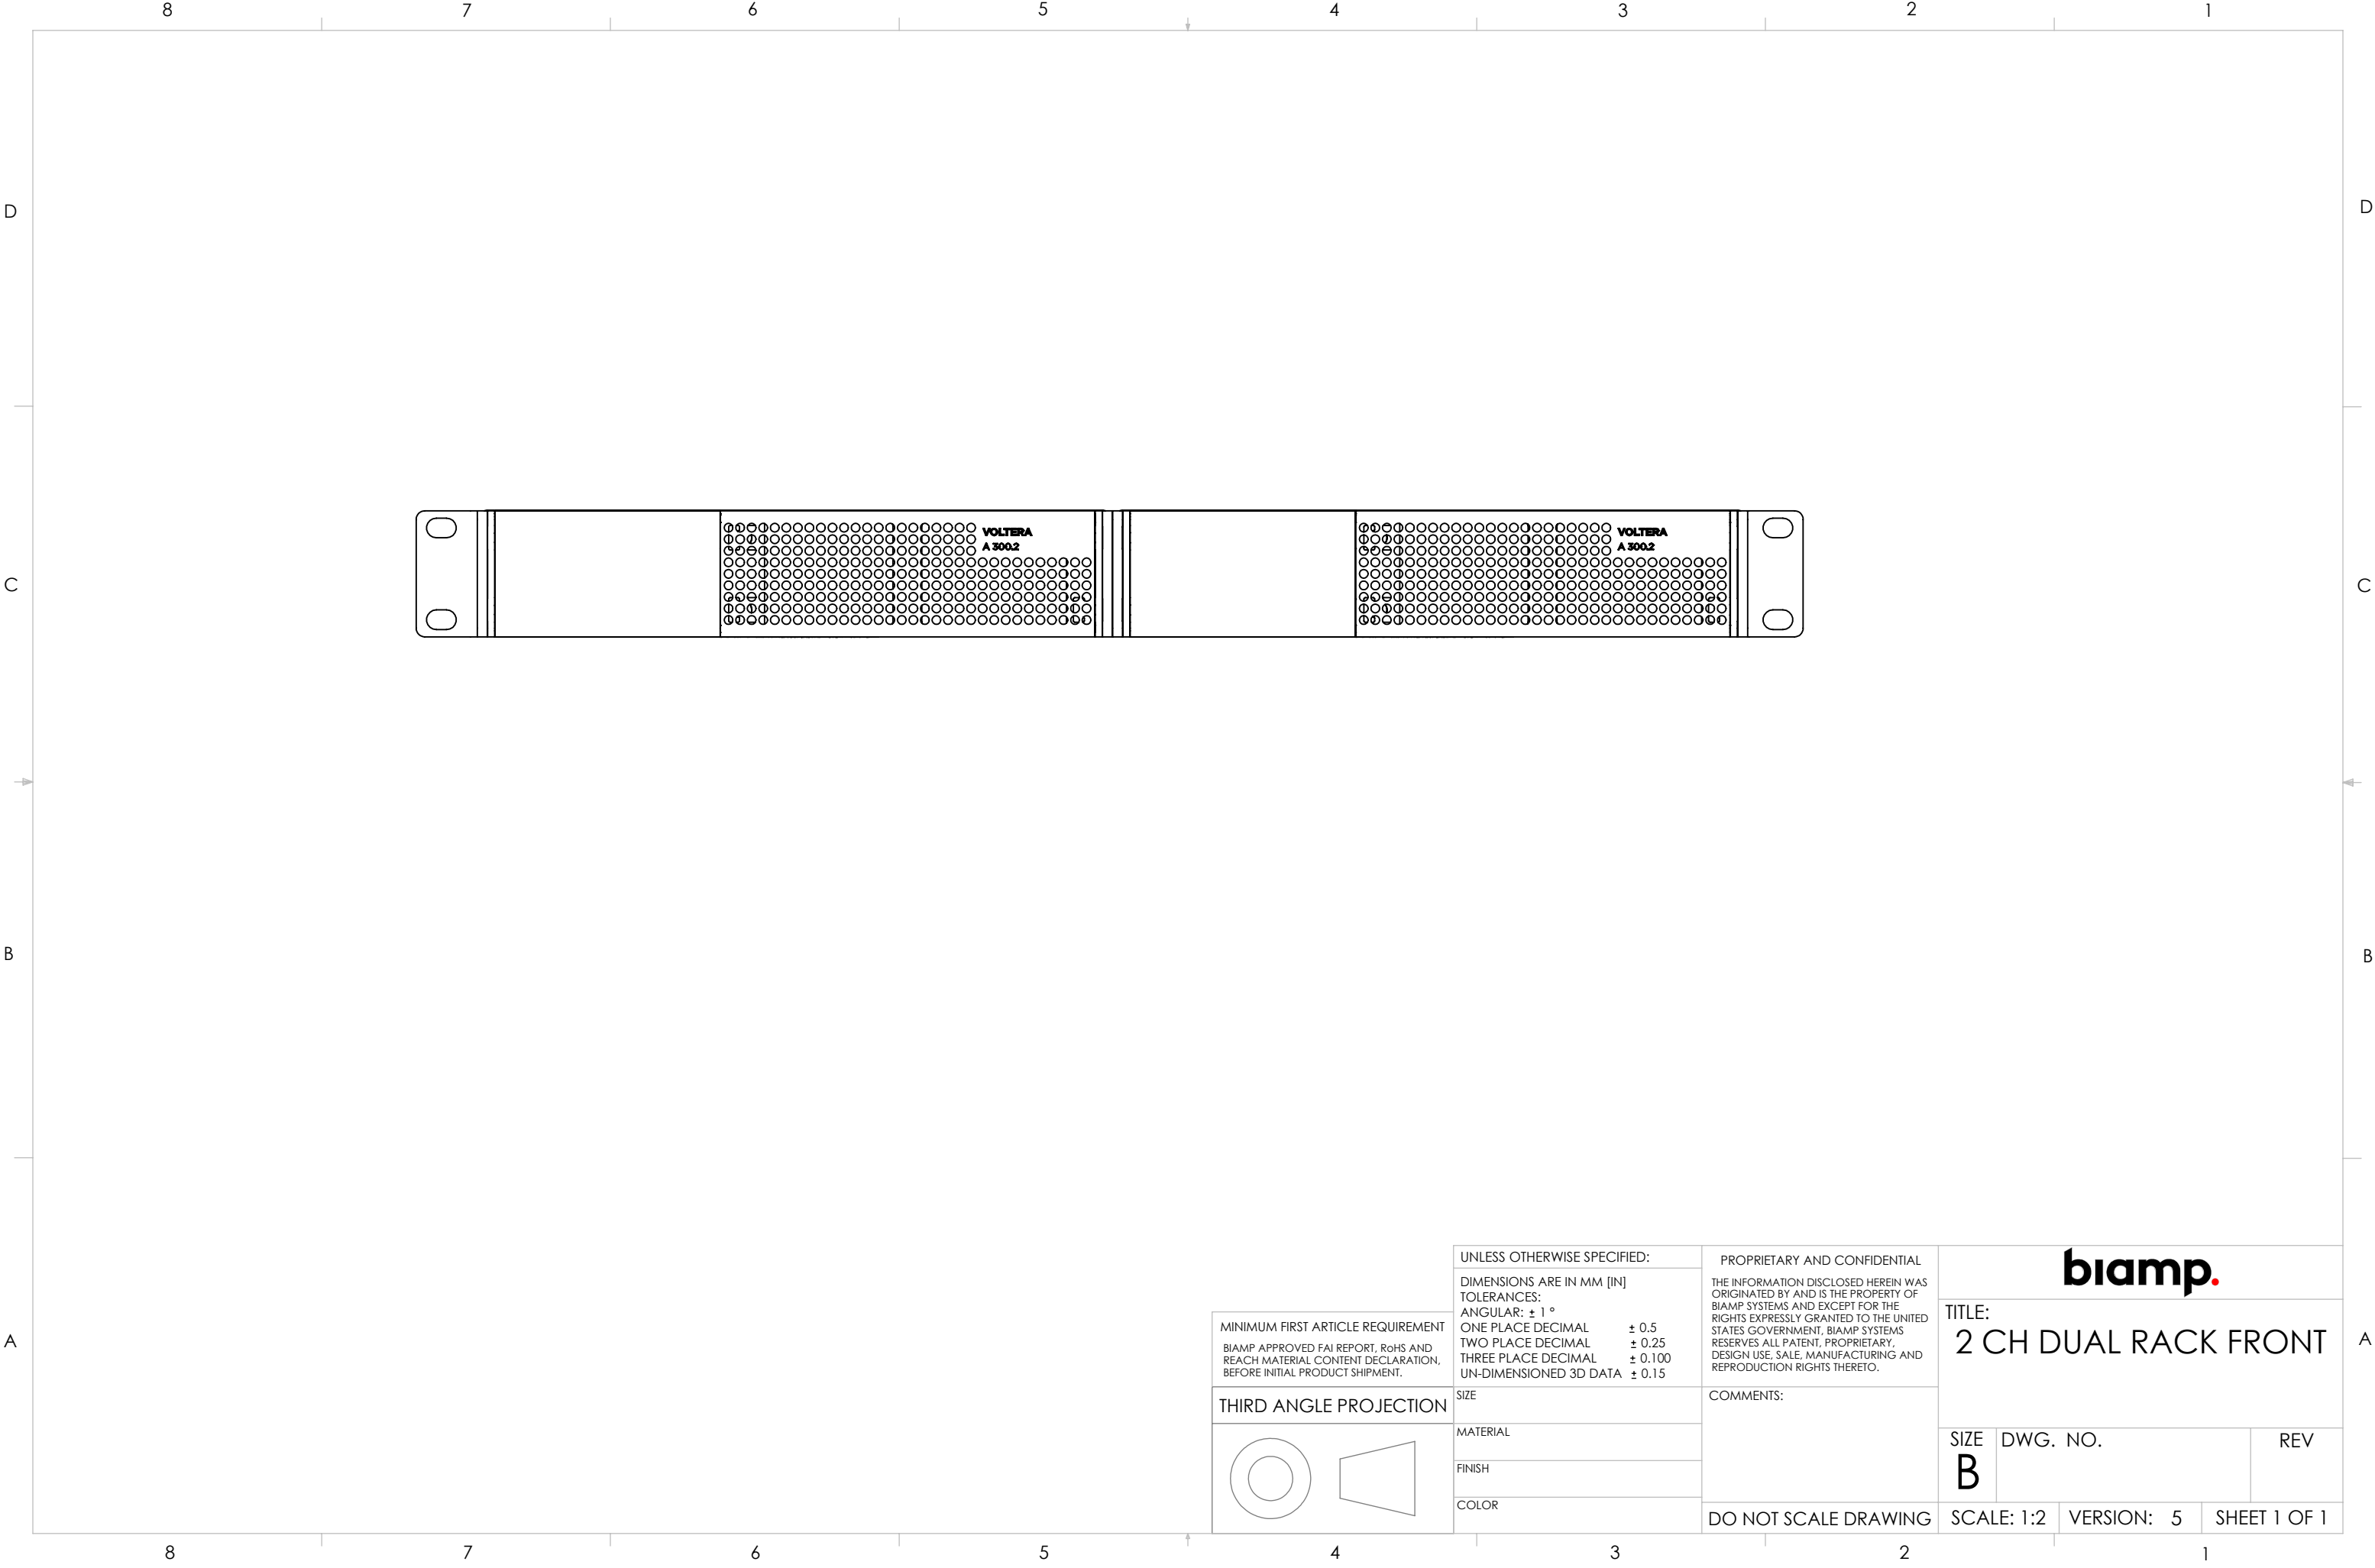 8 7 6 5 4 3 2 1
D D
VOLTERA
A 300.2
VOLTERA
A 300.2
C C
B B
A A
MINIMUM FIRST ARTICLE REQUIREMENT
BIAMP APPROVED FAI REPORT, RoHS AND
REACH MATERIAL CONTENT DECLARATION,
BEFORE INITIAL PRODUCT SHIPMENT.
THIRD ANGLE PROJECTION
UNLESS OTHERWISE SPECIFIED:
DIMENSIONS ARE IN MM [IN]
TOLERANCES:
ANGULAR: ± 1 °
ONE PLACE DECIMAL ± 0.5
TWO PLACE DECIMAL ± 0.25
THREE PLACE DECIMAL ± 0.100
UN-DIMENSIONED 3D DATA ± 0.15
SIZE
MATERIAL
FINISH
COLOR
PROPRIETARY AND CONFIDENTIAL
THE INFORMATION DISCLOSED HEREIN WAS
ORIGINATED BY AND IS THE PROPERTY OF
BIAMP SYSTEMS AND EXCEPT FOR THE
RIGHTS EXPRESSLY GRANTED TO THE UNITED
STATES GOVERNMENT, BIAMP SYSTEMS
RESERVES ALL PATENT, PROPRIETARY,
DESIGN USE, SALE, MANUFACTURING AND
REPRODUCTION RIGHTS THERETO.
COMMENTS:
DO NOT SCALE DRAWING
biamp.
TITLE:
2 CH DUAL RACK FRONT
SIZE
B
DWG. NO.
REV
SCALE: 1:2 VERSION: 5 SHEET 1 OF 1
8 7 6 5 4 3 2 1